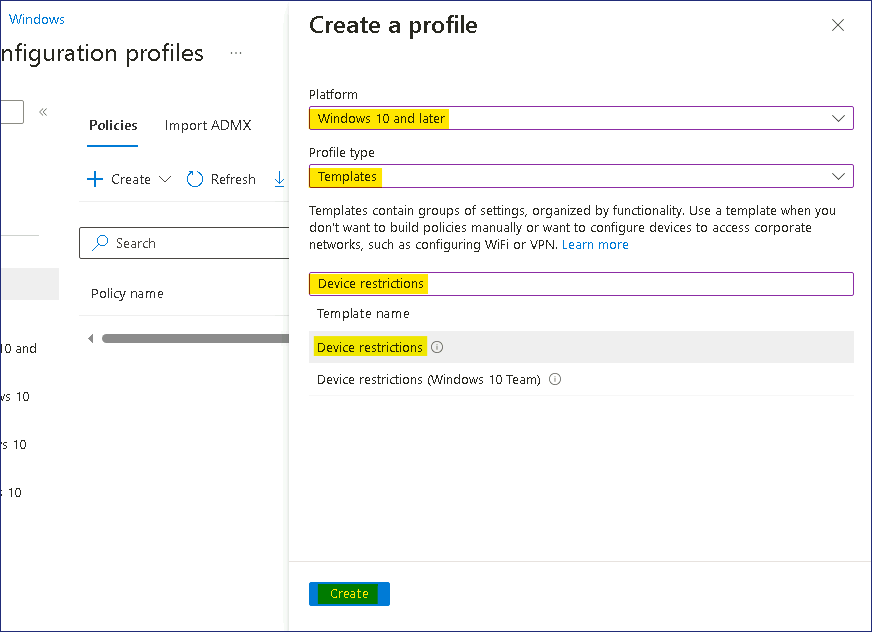 Windows
nfiguration profiles
...
«
Policies
Import ADMX
Create
Refresh
Search
Policy name
10 and
ws 10
s 10
10
Create a profile
Platform
Windows 10 and later
Profile type
Templates
Templates contain groups of settings, organized by functionality. Use a template when you
don't want to build policies manually or want to configure devices to access corporate
networks, such as configuring WiFi or VPN. Learn more
Device restrictions
Template name
Device restrictions
Device restrictions (Windows 10 Team)
Create